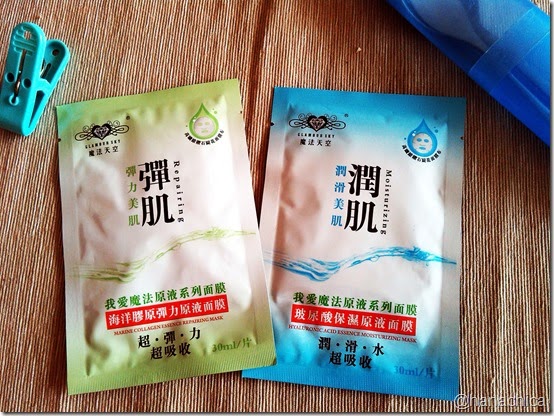 GLAMOUR SKY
魔法天空
彈力美肌
彈肌
Repairing
我愛魔法原液系列面膜
海洋膠原彈力原液面膜
MARINE COLLAGEN ESSENCE REPAIRING MASK
超・彈・力
超吸收
30ml/片
GLAMOUR SKY
魔法天空
潤滑美肌
潤肌
Moisturizing
我愛魔法原液系列面膜
玻尿酸保濕原液面膜
HYALURONIC ACID ESSENCE MOISTURIZING MASK
潤・滑・水
超吸收
30ml/片
@hanachical